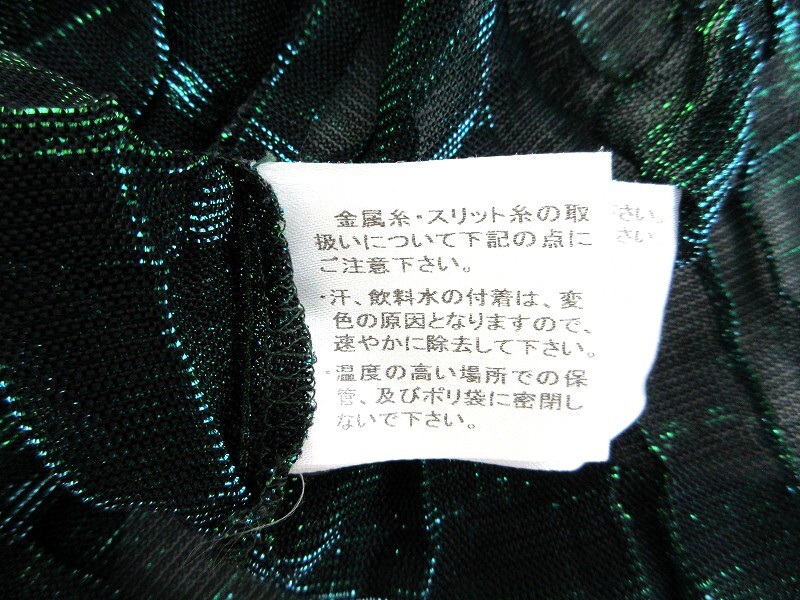 金属糸・スリット糸の取
扱いについて下記の点に
ご注意下さい。
・汗、飲料水の付着は、変
色の原因となりますので、
速やかに除去して下さい。
・温度の高い場所での保
管、及びポリ袋に密閉し
ないで下さい。
さい。
さい。